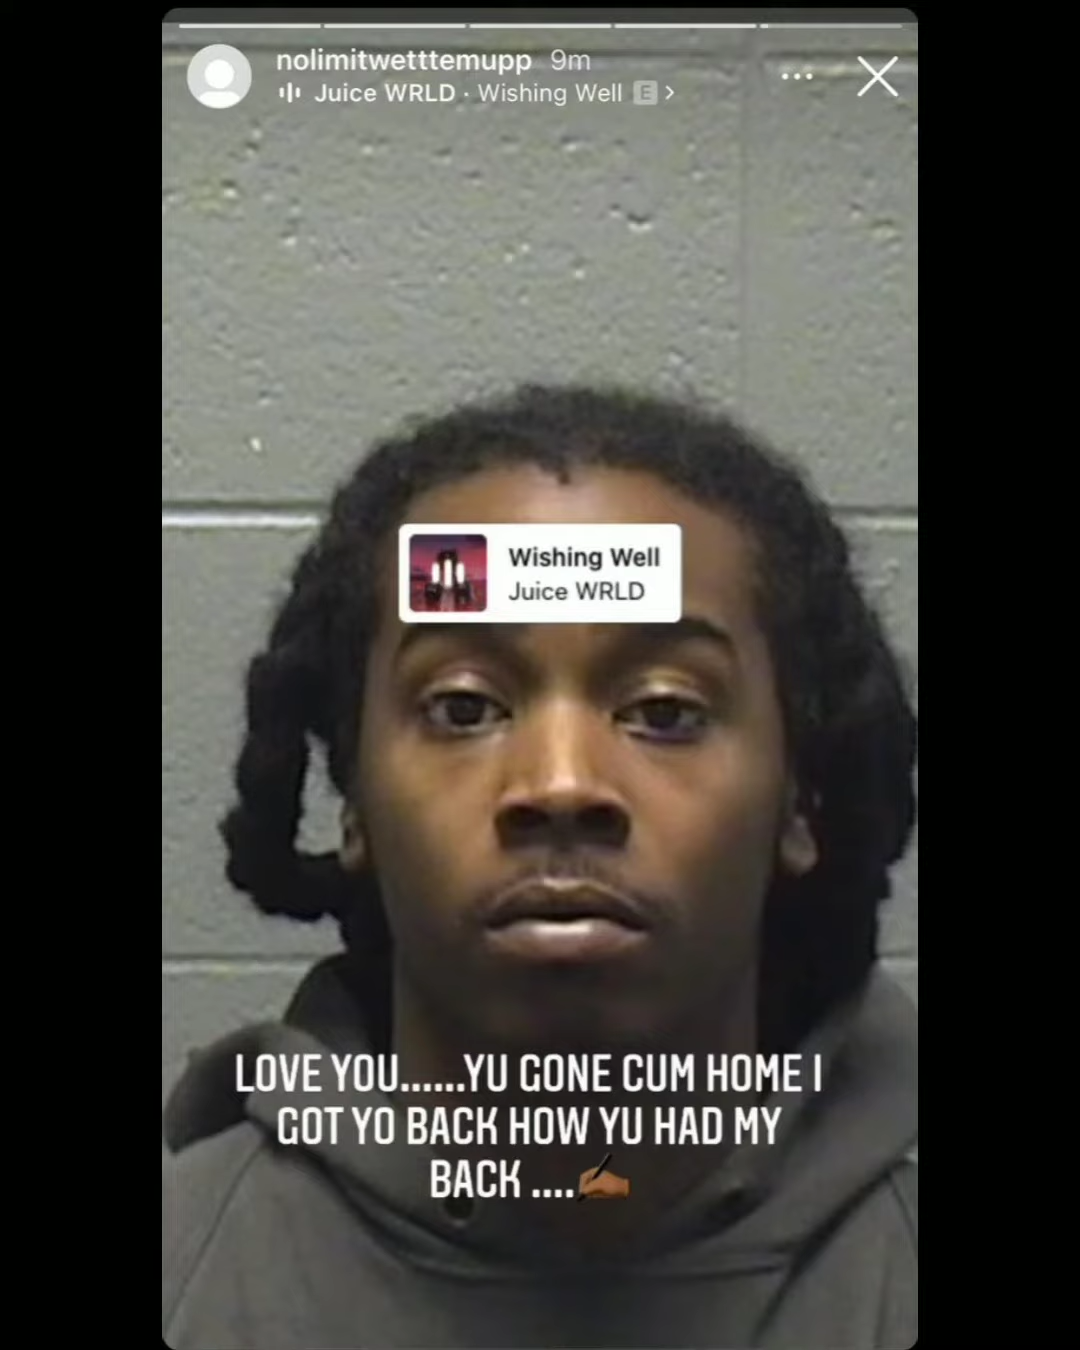 nolimitwetttemupp 9m
Juice WRLD · Wishing Well E >
Wishing Well
Juice WRLD
LOVE YOU......YU GONE CUM HOME I
GOT YO BACK HOW YU HAD MY
BACK ....✍🏾